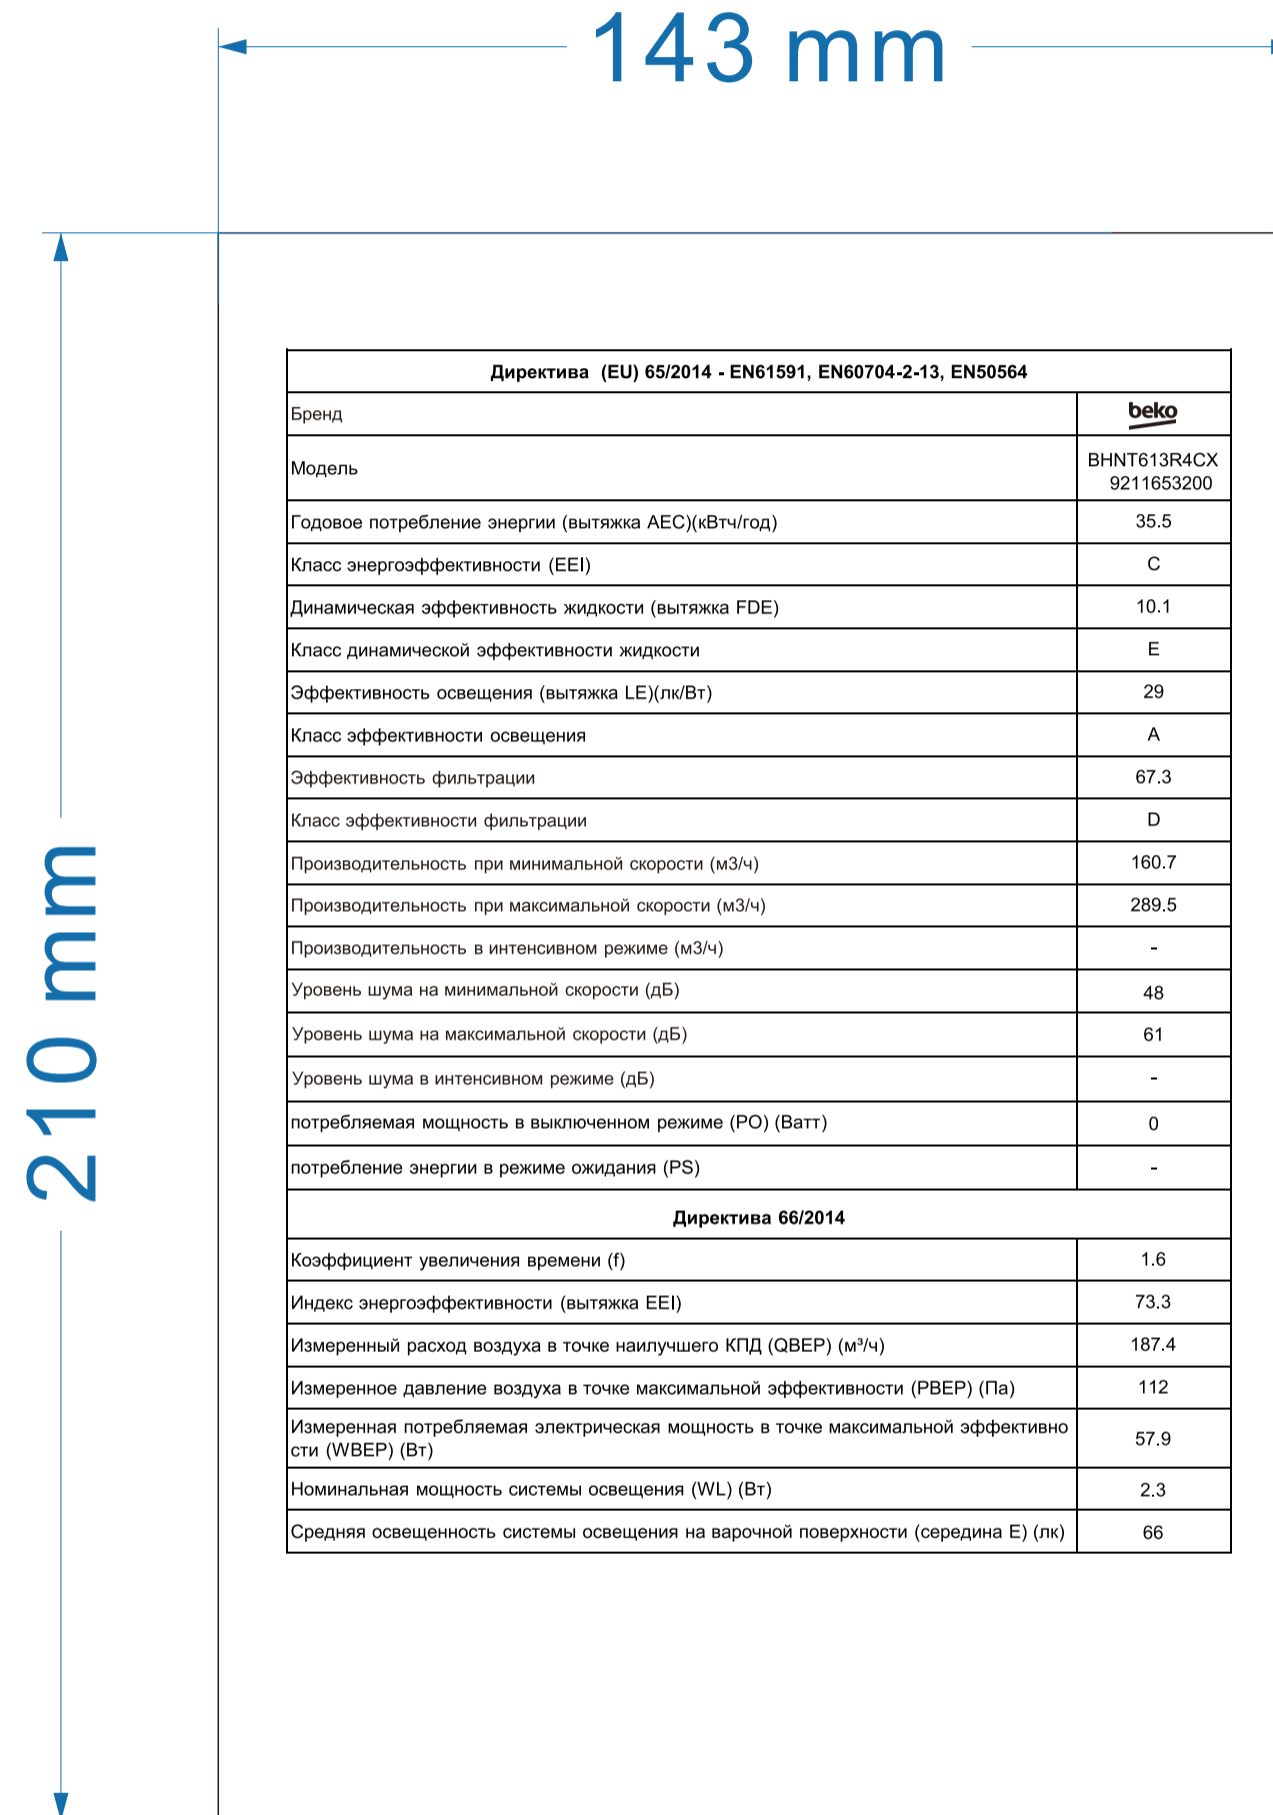 143 mm
210 mm
Директива (EU) 65/2014 - EN61591, EN60704-2-13, EN50564
Бренд beko
Модель BHNT613R4CX
9211653200
Годовое потребление энергии (вытяжка AEC)(кВтч/год) 35.5
Класс энергоэффективности (EEI) C
Динамическая эффективность жидкости (вытяжка FDE) 10.1
Класс динамической эффективности жидкости E
Эффективность освещения (вытяжка LE)(лк/Вт) 29
Класс эффективности освещения A
Эффективность фильтрации 67.3
Класс эффективности фильтрации D
Производительность при минимальной скорости (м3/ч) 160.7
Производительность при максимальной скорости (м3/ч) 289.5
Производительность в интенсивном режиме (м3/ч) -
Уровень шума на минимальной скорости (дБ) 48
Уровень шума на максимальной скорости (дБ) 61
Уровень шума в интенсивном режиме (дБ) -
потребляемая мощность в выключенном режиме (PO) (Ватт) 0
потребление энергии в режиме ожидания (PS) -
Директива 66/2014
Коэффициент увеличения времени (f) 1.6
Индекс энергоэффективности (вытяжка EEI) 73.3
Измеренный расход воздуха в точке наилучшего КПД (QBEP) (м³/ч) 187.4
Измеренное давление воздуха в точке максимальной эффективности (PBEP) (Па) 112
Измеренная потребляемая электрическая мощность в точке максимальной эффективно
сти (WBEP) (Вт) 57.9
Номинальная мощность системы освещения (WL) (Вт) 2.3
Средняя освещенность системы освещения на варочной поверхности (середина E) (лк) 66